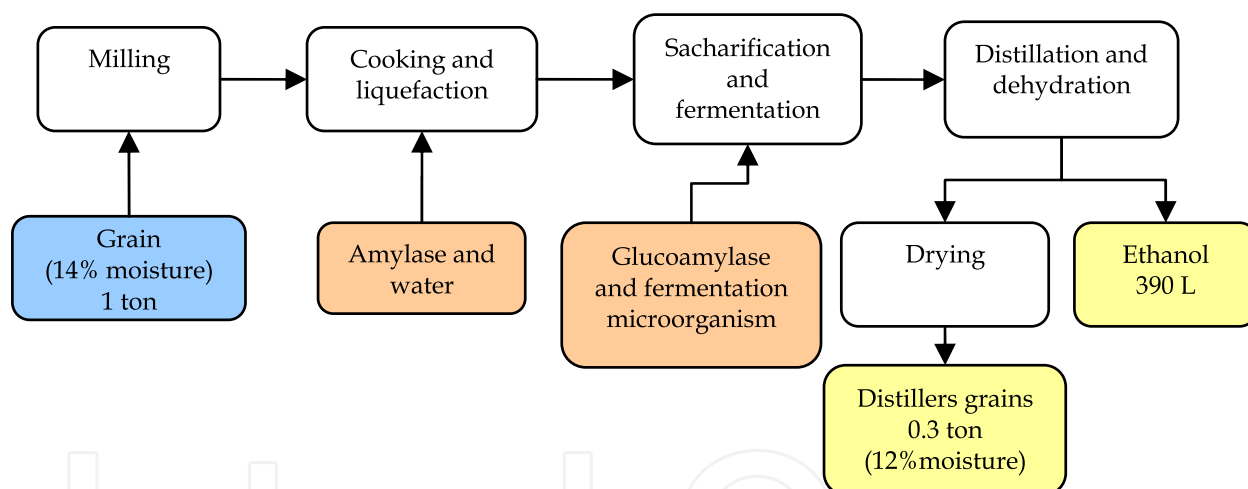 Milling
Cooking and
liquefaction
Sacharification
and
fermentation
Distillation and
dehydration
Grain
(14% moisture)
1 ton
Amylase and
water
Glucoamylase
and fermentation
microorganism
Drying
Ethanol
390 L
Distillers grains
0.3 ton
(12%moisture)